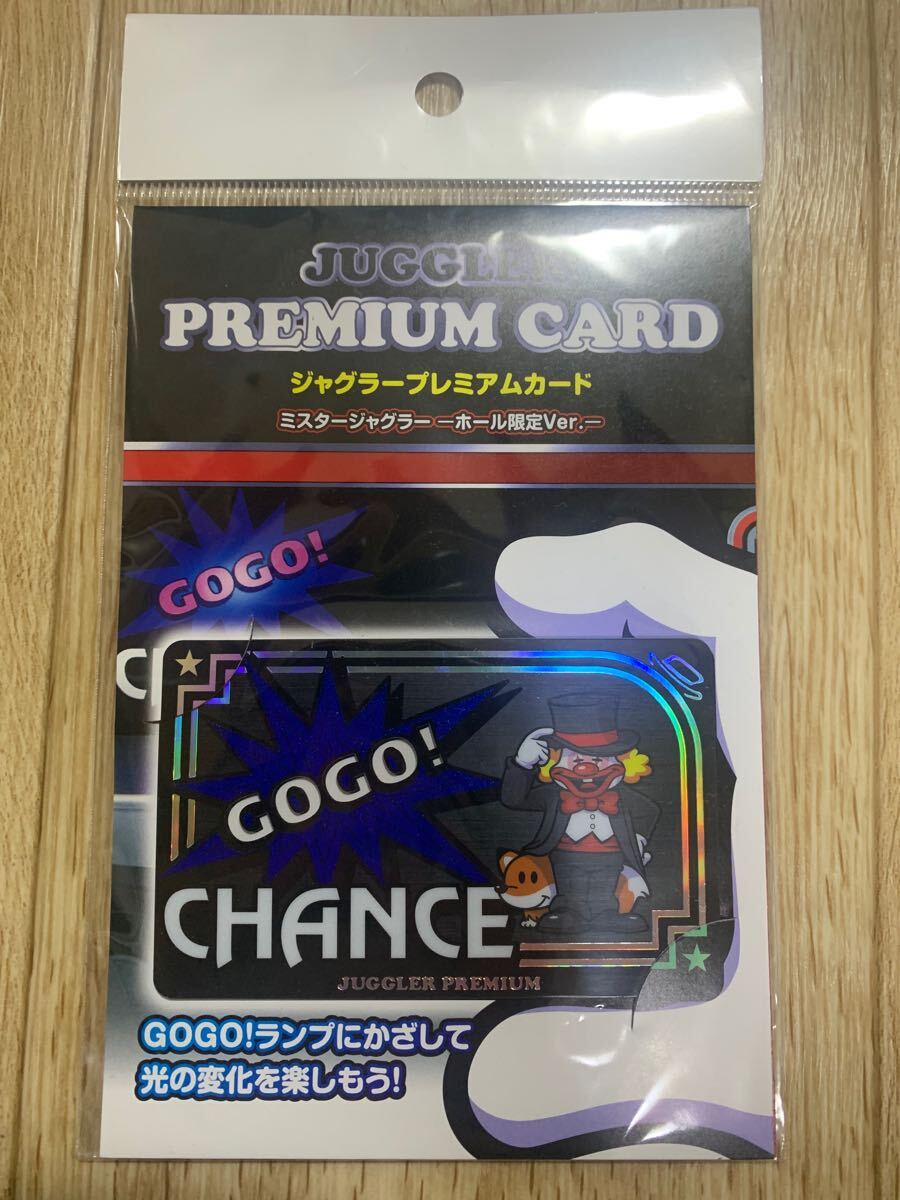 JUGGLER
PREMIUM CARD
ジャグラープレミアムカード
ミスタージャグラー ーホール限定Ver.ー
GOGO!
C
GOGO!
CHANCE
JUGGLER PREMIUM
GOGO!ランプにかざして
光の変化を楽しもう!